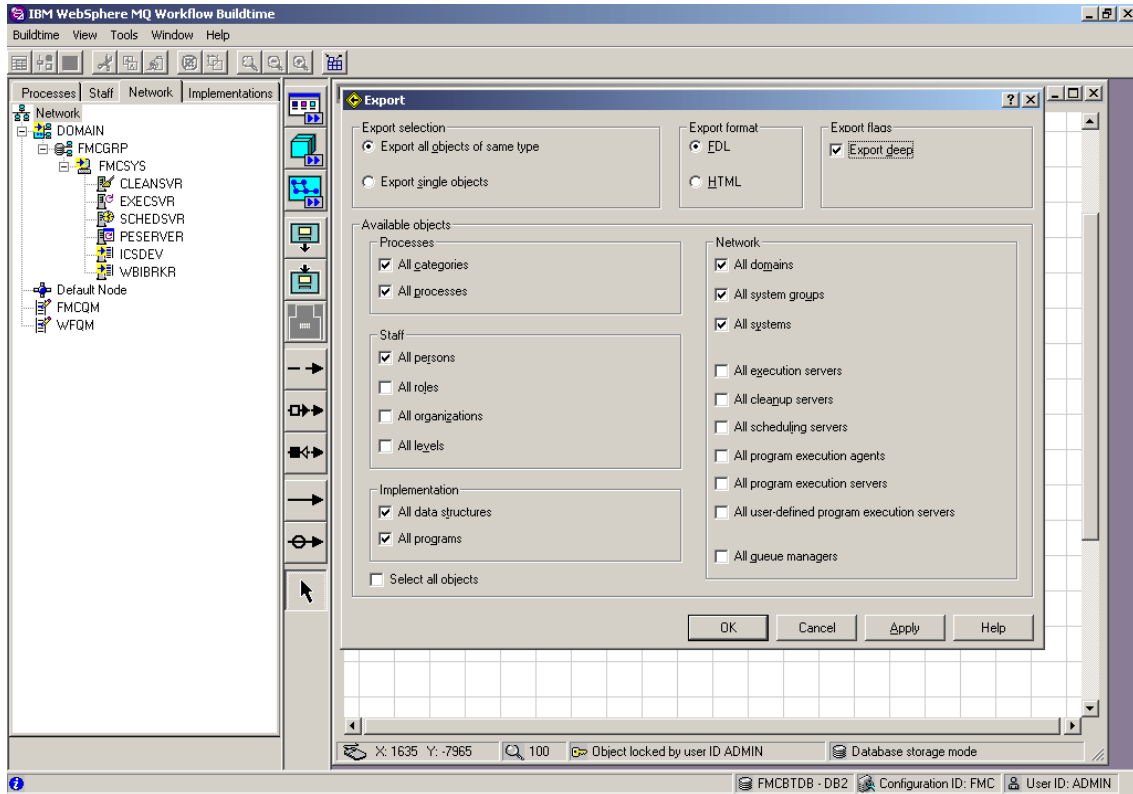 IBM WebSphere MQ Workflow Buildtime
Buildtime View Tools Window Help
Processes Staff Network Implementations
Network
DOMAIN
FMCGRP
FMCSYS
CLEANSVR
EXECSVR
SCHEDSVR
PESERVER
ICSDEV
WBIBRKR
Default Node
FMCQM
WFQM
Export
Export selection
Export all objects of same type
Export single objects
Export format
FDL
HTML
Export flags
Export deep
Available objects
Processes
All categories
All processes
Staff
All persons
All roles
All organizations
All levels
Implementation
All data structures
All programs
Select all objects
Network
All domains
All system groups
All systems
All execution servers
All cleanup servers
All scheduling servers
All program execution agents
All program execution servers
All user-defined program execution servers
All queue managers
OK Cancel Apply Help
X: 1635 Y: -7965 100 Object locked by user ID ADMIN Database storage mode
FMCBTDB - DB2 Configuration ID: FMC User ID: ADMIN